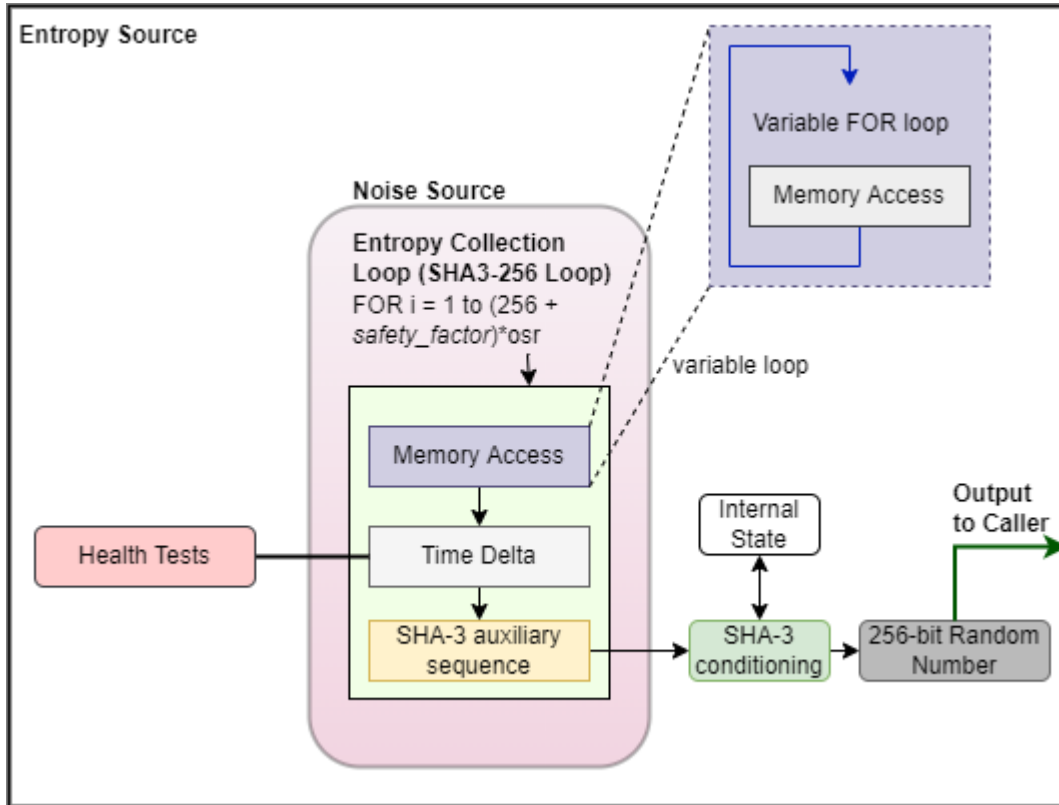 Entropy Source
Variable FOR loop
Memory Access
Noise Source
Entropy Collection
Loop (SHA3-256 Loop)
FOR i = 1 to (256 +
safety_factor)*osr
variable loop
Memory Access
Health Tests
Time Delta
SHA-3 auxiliary
sequence
Internal
State
SHA-3
conditioning
Output
to Caller
256-bit Random
Number